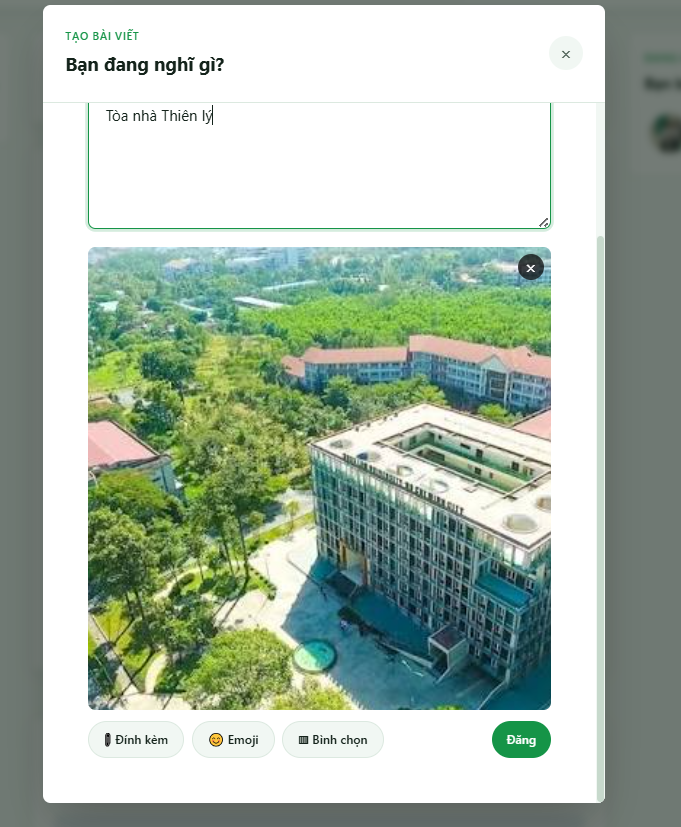 TẠO BÀI VIẾT
Bạn đang nghĩ gì?
×
Tòa nhà Thiên lý
×
Đính kèm
Emoji
Bình chọn
Đăng